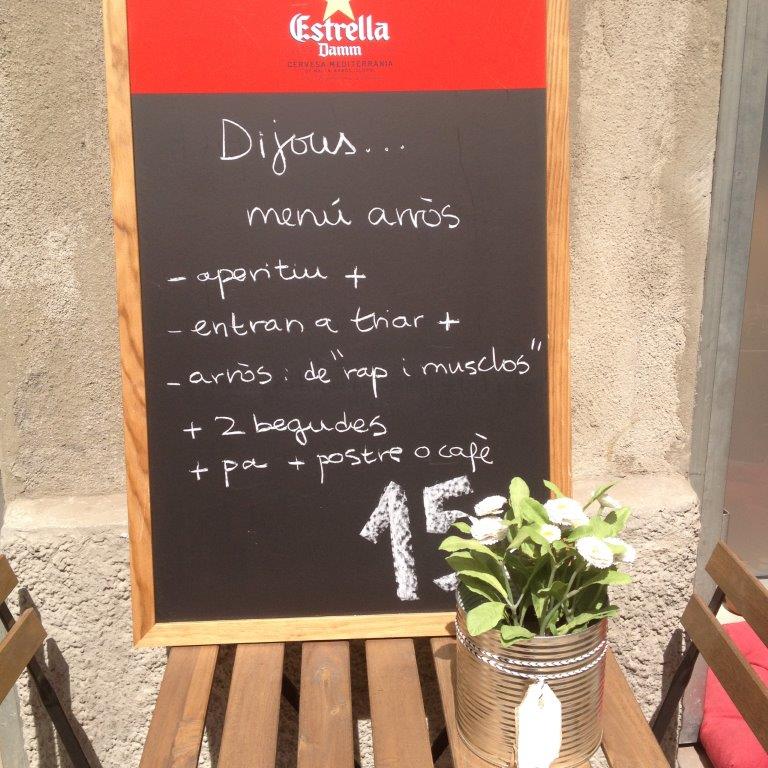 Estrella
Damm
CERVESA MEDITERRÀNIA
Dijous...
menú arròs
- aperitiu +
- entran a triar +
- arròs: de "rap i musclos"
+ 2 begudes
+ pa + postre o cafè
15